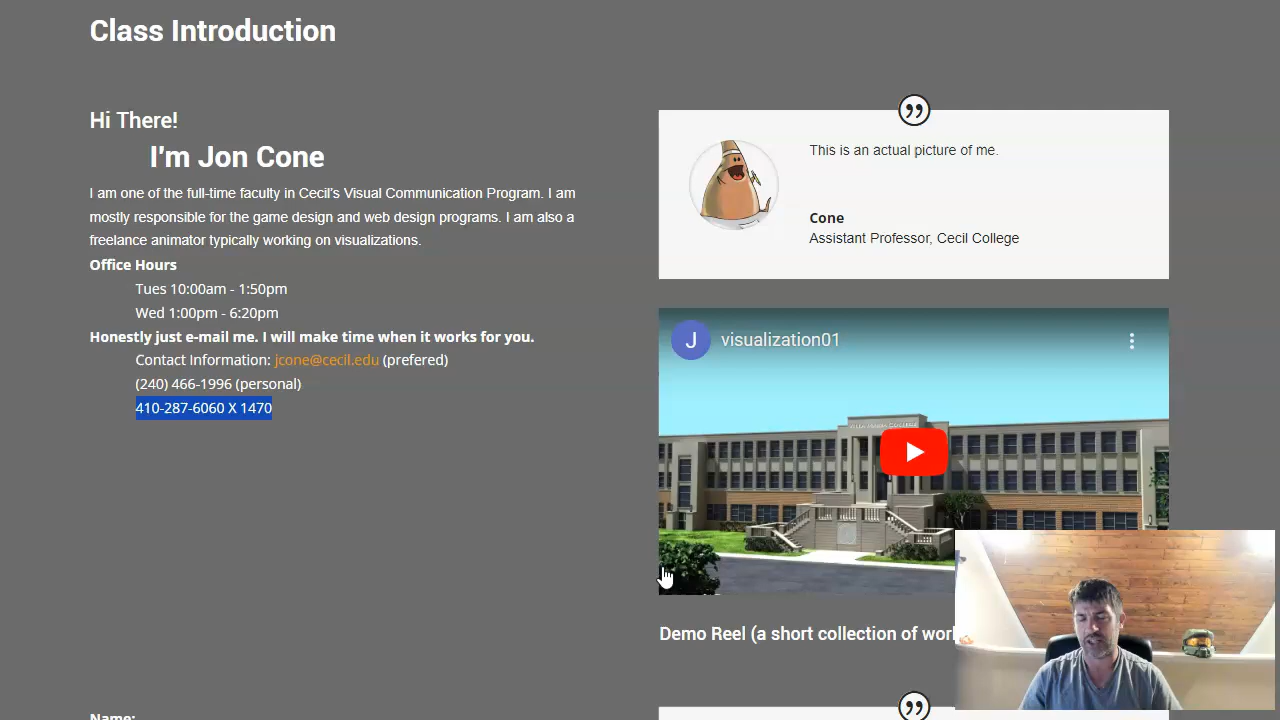 Class Introduction
Hi There!
I'm Jon Cone
I am one of the full-time faculty in Cecil's Visual Communication Program. I am
mostly responsible for the game design and web design programs. I am also a
freelance animator typically working on visualizations.
Office Hours
Tues 10:00am - 1:50pm
Wed 1:00pm - 6:20pm
Honestly just e-mail me. I will make time when it works for you.
Contact Information: jcone@cecil.edu (prefered)
(240) 466-1996 (personal)
410-287-6060 X 1470
Name:
This is an actual picture of me.
Cone
Assistant Professor, Cecil College
J
visualization01
Demo Reel (a short collection of wor